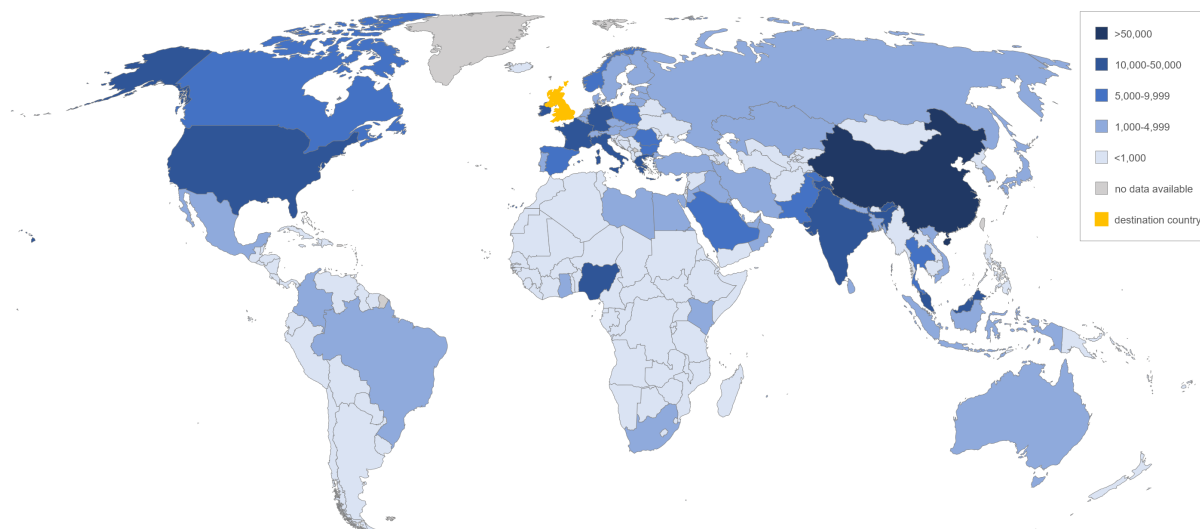 >50,000
10,000-50,000
5,000-9,999
1,000-4,999
<1,000
no data available
destination country